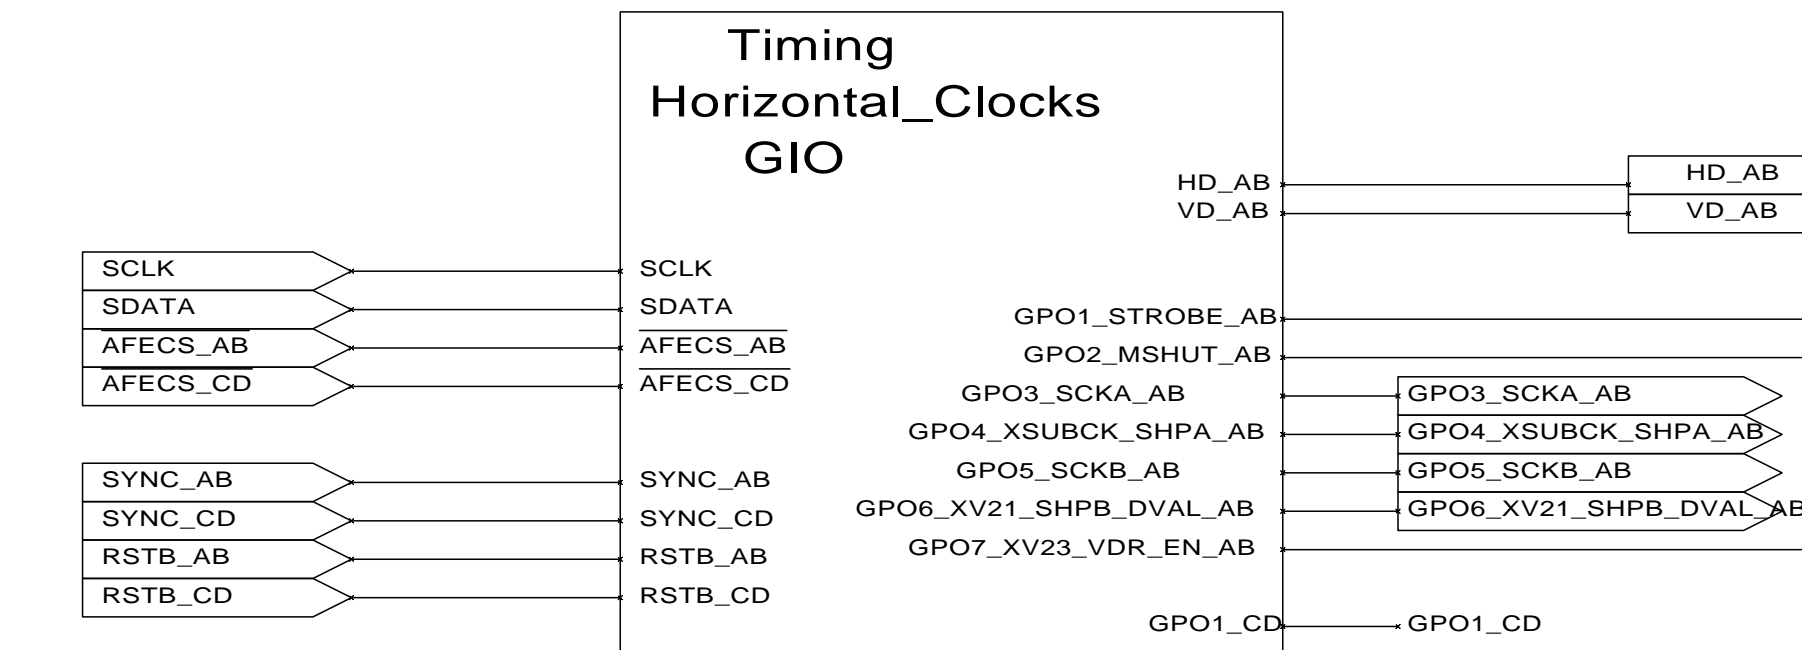 Timing
Horizontal_Clocks
GIO
HD_AB HD_AB
VD_AB VD_AB
SCLK SCLK
SDATA SDATA
GPO1_STROBE_AB
AFECS_AB AFECS_AB
GPO2_MSHUT_AB
AFECS_CD AFECS_CD
GPO3_SCKA_AB GPO3_SCKA_AB
GPO4_XSUBCK_SHPA_AB GPO4_XSUBCK_SHPA_AB
GPO5_SCKB_AB GPO5_SCKB_AB
SYNC_AB SYNC_AB
GPO6_XV21_SHPB_DVAL_AB GPO6_XV21_SHPB_DVAL_AB
SYNC_CD SYNC_CD
GPO7_XV23_VDR_EN_AB
RSTB_AB RSTB_AB
RSTB_CD RSTB_CD
GPO1_CD GPO1_CD